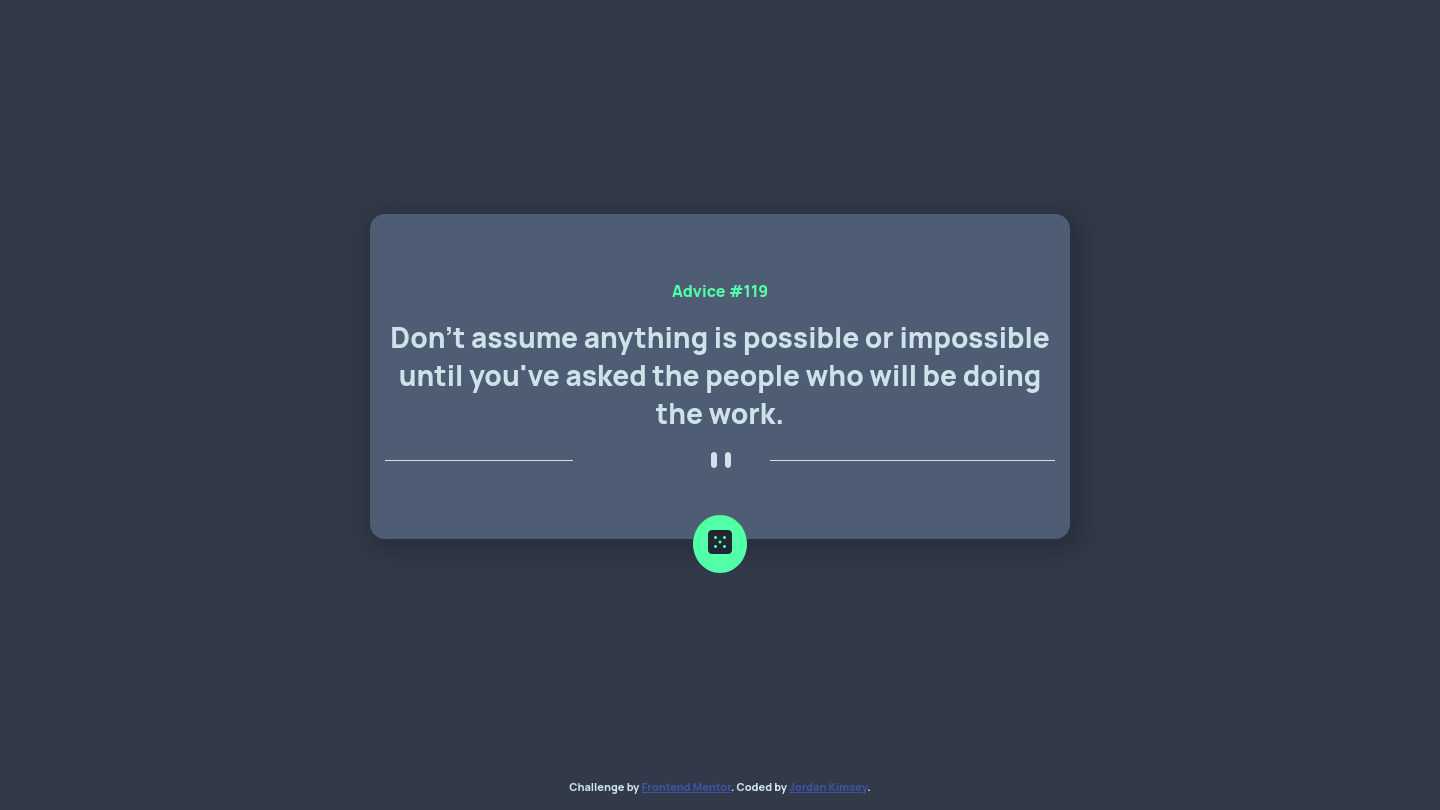 Advice #119
Don't assume anything is possible or impossible
until you've asked the people who will be doing
the work.
Challenge by Frontend Mentor. Coded by Jordan Kimsey.